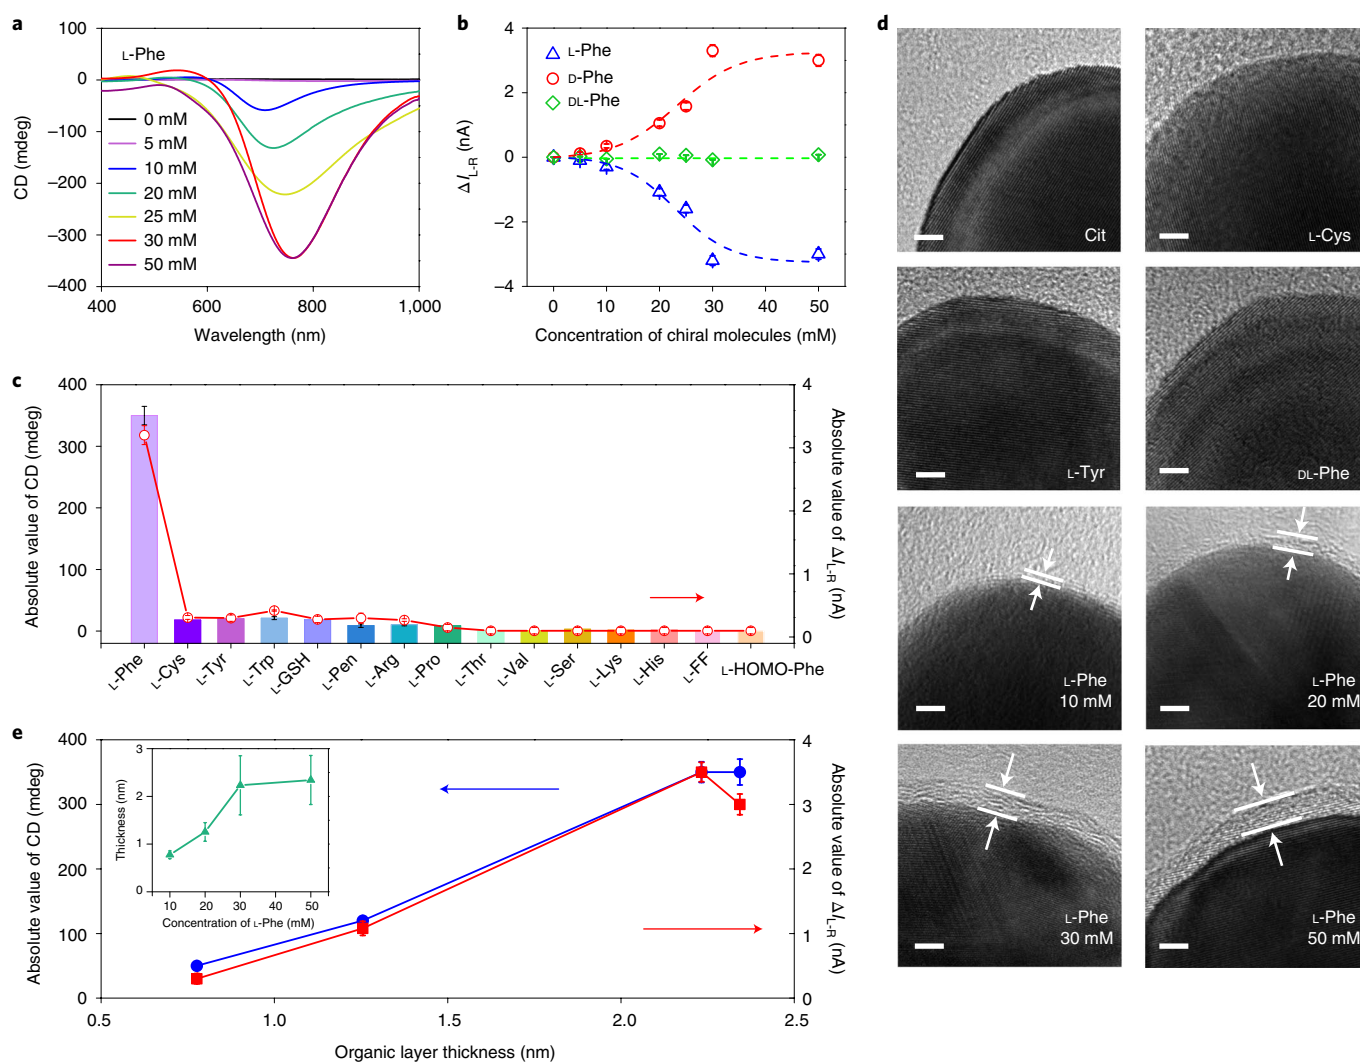 a
100
0
−100
−200
−300
−400
CD (mdeg)
L-Phe
0 mM
5 mM
10 mM
20 mM
25 mM
30 mM
50 mM
400
600
800
1,000
Wavelength (nm)
b
4
2
0
−2
−4
ΔI L-R (nA)
L-Phe
D-Phe
DL-Phe
0
10
20
30
40
50
Concentration of chiral molecules (mM)
c
400
300
200
100
0
Absolute value of CD (mdeg)
4
3
2
1
0
Absolute value of ΔI L-R (nA)
L-Phe
L-Cys
L-Tyr
L-Trp
L-GSH
L-Pen
L-Arg
L-Pro
L-Thr
L-Val
L-Ser
L-Lys
L-His
L-FF
L-HOMO-Phe
d
Cit
L-Cys
L-Tyr
DL-Phe
L-Phe
10 mM
L-Phe
20 mM
L-Phe
30 mM
L-Phe
50 mM
e
400
300
200
100
0
Absolute value of CD (mdeg)
3
2
1
0
Thickness (nm)
10
20
30
40
50
Concentration of L-Phe (mM)
4
3
2
1
0
Absolute value of ΔI L-R (nA)
0.5
1.0
1.5
2.0
2.5
Organic layer thickness (nm)